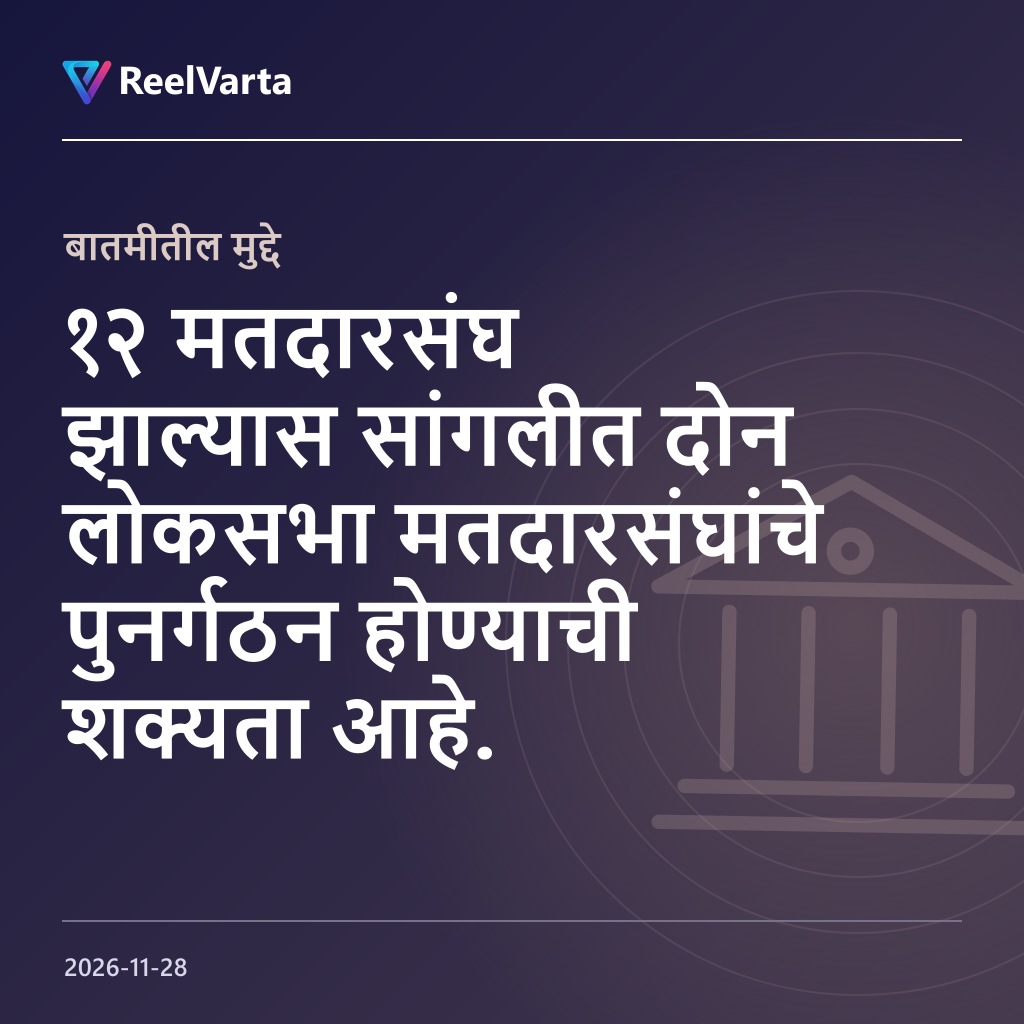 ReelVarta
बातमीतील मुद्दे
१२ मतदारसंघ
झाल्यास सांगलीत दोन
लोकसभा मतदारसंघांचे
पुनर्गठन होण्याची
शक्यता आहे.
2026-11-28